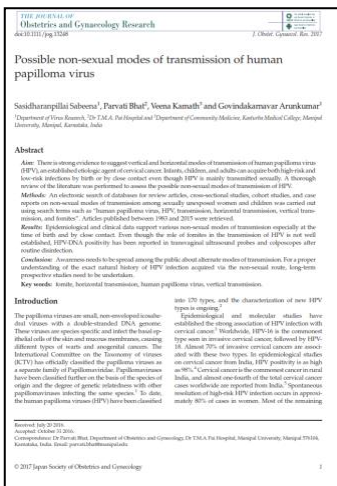 THE JOURNAL OF
Obstetrics and Gynaecology Research
doi:10.1111/jog.13248
J. Obstet. Gynaecol. Res. 2017
Possible non-sexual modes of transmission of human
papilloma virus
Sasidharanpillai Sabeena¹, Parvati Bhat², Veena Kamath³ and Govindakarnavar Arunkumar¹
¹Department of Virus Research, ²Dr T.M.A. Pai Hospital and ³Department of Community Medicine, Kasturba Medical College, Manipal
University, Manipal, Karnataka, India
Abstract
Aim: There is strong evidence to suggest vertical and horizontal modes of transmission of human papilloma virus
(HPV), an established etiologic agent of cervical cancer. Infants, children, and adults can acquire both high-risk and
low-risk infections by birth or by close contact even though HPV is mainly transmitted sexually. A thorough
review of the literature was performed to assess the possible non-sexual modes of transmission of HPV.
Methods: An electronic search of databases for review articles, cross-sectional studies, cohort studies, and case
reports on non-sexual modes of transmission among sexually unexposed women and children was carried out
using search terms such as "human papilloma virus, HPV, transmission, horizontal transmission, vertical trans-
mission, and fomites". Articles published between 1983 and 2015 were retrieved.
Results: Epidemiological and clinical data support various non-sexual modes of transmission especially at the
time of birth and by close contact. Even though the role of fomites in the transmission of HPV is not well
established, HPV-DNA positivity has been reported in transvaginal ultrasound probes and colposcopes after
routine disinfection.
Conclusion: Awareness needs to be spread among the public about alternate modes of transmission. For a proper
understanding of the exact natural history of HPV infection acquired via the non-sexual route, long-term
prospective studies need to be undertaken.
Key words: fomite, horizontal transmission, human papilloma virus, vertical transmission.
Introduction
The papilloma viruses are small, non-enveloped icosahe-
dral viruses with a double-stranded DNA genome.
These viruses are species specific and infect the basal ep-
ithelial cells of the skin and mucous membranes, causing
different types of warts and anogenital cancers. The
International Committee on the Taxonomy of viruses
(ICTV) has officially classified the papilloma viruses as
a separate family of Papillomaviridae. Papillomaviruses
have been classified further on the basis of the species of
origin and the degree of genetic relatedness with other
papillomaviruses infecting the same species.¹ To date,
the human papilloma viruses (HPV) have been classified
into 170 types, and the characterization of new HPV
types is ongoing.²
Epidemiological and molecular studies have
established the strong association of HPV infection with
cervical cancer.³ Worldwide, HPV-16 is the commonest
type seen in invasive cervical cancer, followed by HPV-
18. Almost 70% of invasive cervical cancers are associ-
ated with these two types. In epidemiological studies
on cervical cancer from India, HPV positivity is as high
as 98%.⁴ Cervical cancer is the commonest cancer in rural
India, and almost one-fourth of the total cervical cancer
cases worldwide are reported from India.⁵ Spontaneous
resolution of high-risk HPV infection occurs in approxi-
mately 80% of cases in women. Most of the remaining
Received: July 20 2016.
Accepted: October 31 2016.
Correspondence: Dr Parvati Bhat, Department of Obstetrics and Gynecology, Dr T.M.A. Pai Hospital, Manipal University, Manipal 576104,
Karnataka, India. Email: parvati.bhat@manipal.edu
© 2017 Japan Society of Obstetrics and Gynecology
1